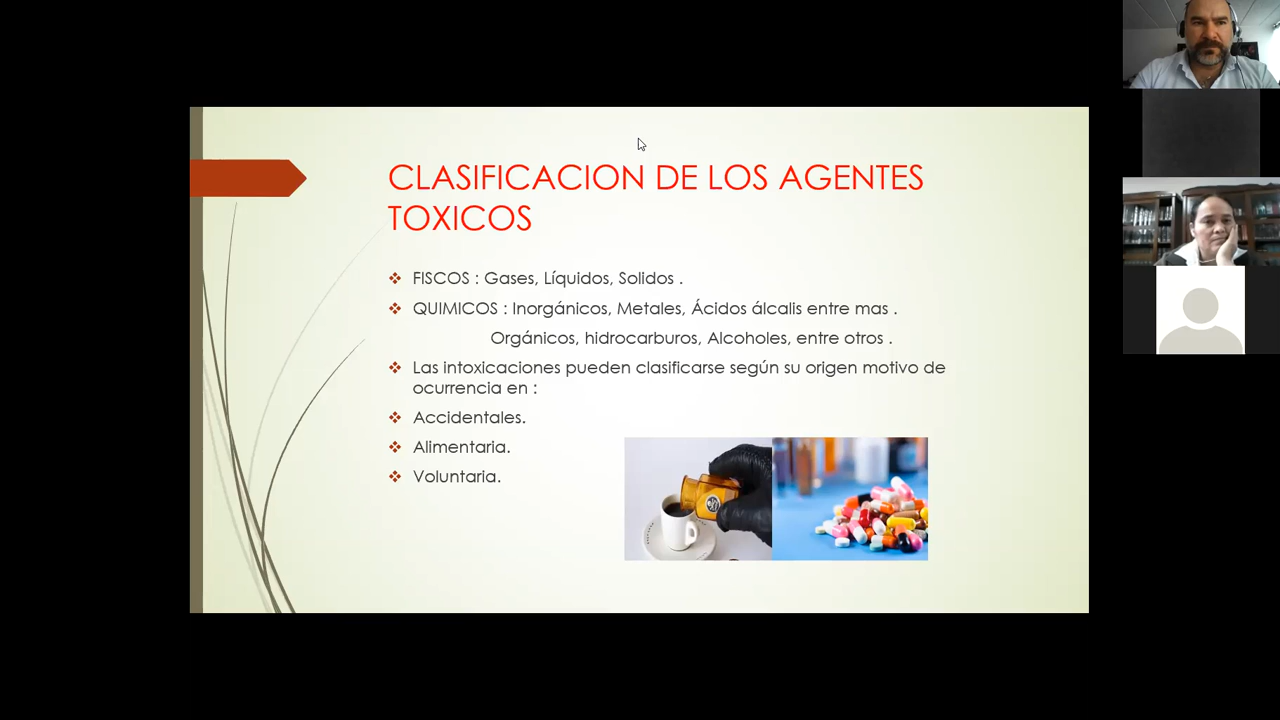 CLASIFICACION DE LOS AGENTES
TOXICOS
FISCOS : Gases, Líquidos, Solidos .
QUIMICOS : Inorgánicos, Metales, Ácidos álcalis entre mas .
Orgánicos, hidrocarburos, Alcoholes, entre otros .
Las intoxicaciones pueden clasificarse según su origen motivo de
ocurrencia en :
Accidentales.
Alimentaria.
Voluntaria.